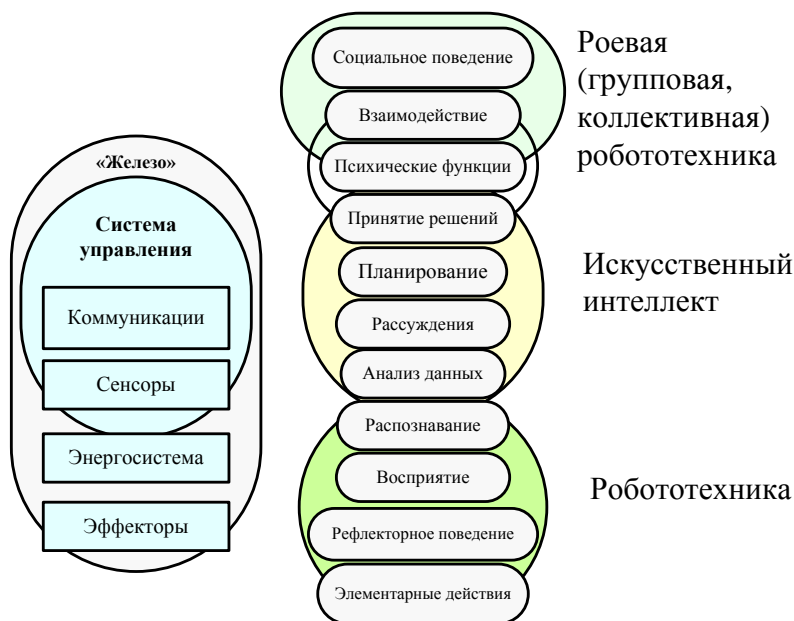 «Железо»
Система
управления
Коммуникации
Сенсоры
Энергосистема
Эффекторы
Социальное поведение
Взаимодействие
Психические функции
Принятие решений
Планирование
Рассуждения
Анализ данных
Распознавание
Восприятие
Рефлекторное поведение
Элементарные действия
Роевая
(групповая,
коллективная)
робототехника
Искусственный
интеллект
Робототехника